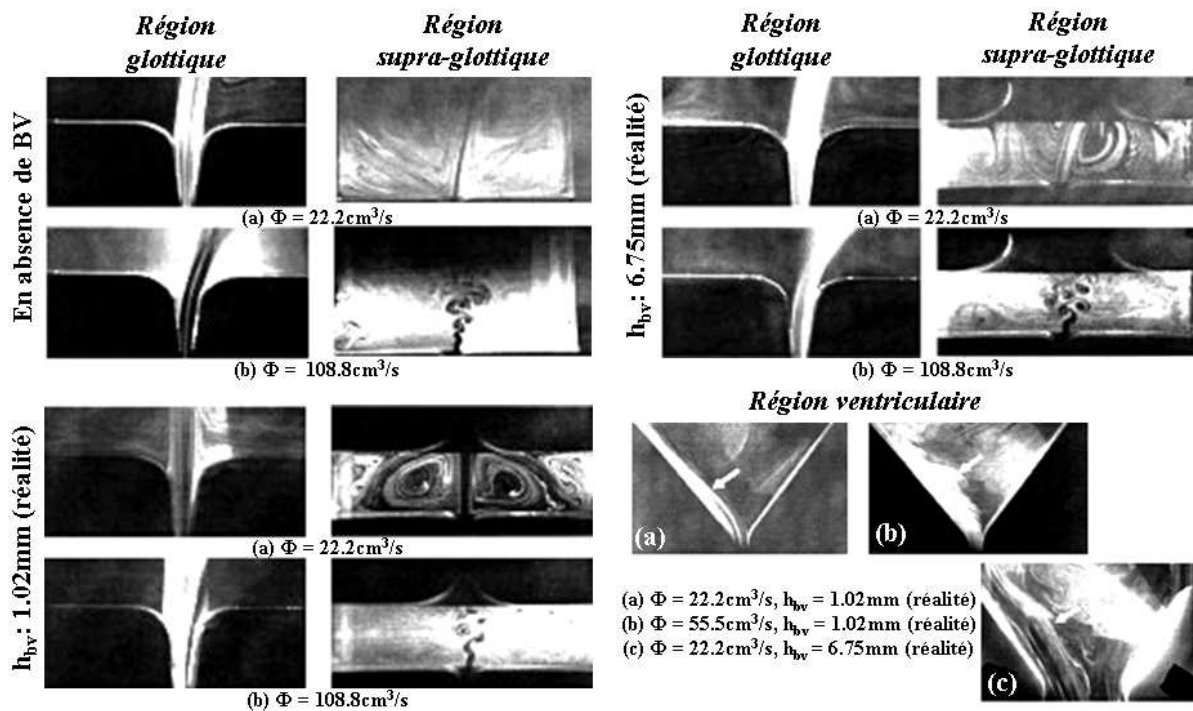 Région
glottique
Région
supra-glottique
En absence de BV
(a) Φ = 22.2cm³/s
(b) Φ = 108.8cm³/s
Région
glottique
Région
supra-glottique
h_bv: 6.75mm (réalité)
(a) Φ = 22.2cm³/s
(b) Φ = 108.8cm³/s
h_bv: 1.02mm (réalité)
(a) Φ = 22.2cm³/s
(b) Φ = 108.8cm³/s
Région ventriculaire
(a)
(b)
(a) Φ = 22.2cm³/s, h_bv = 1.02mm (réalité)
(b) Φ = 55.5cm³/s, h_bv = 1.02mm (réalité)
(c) Φ = 22.2cm³/s, h_bv = 6.75mm (réalité)
(c)